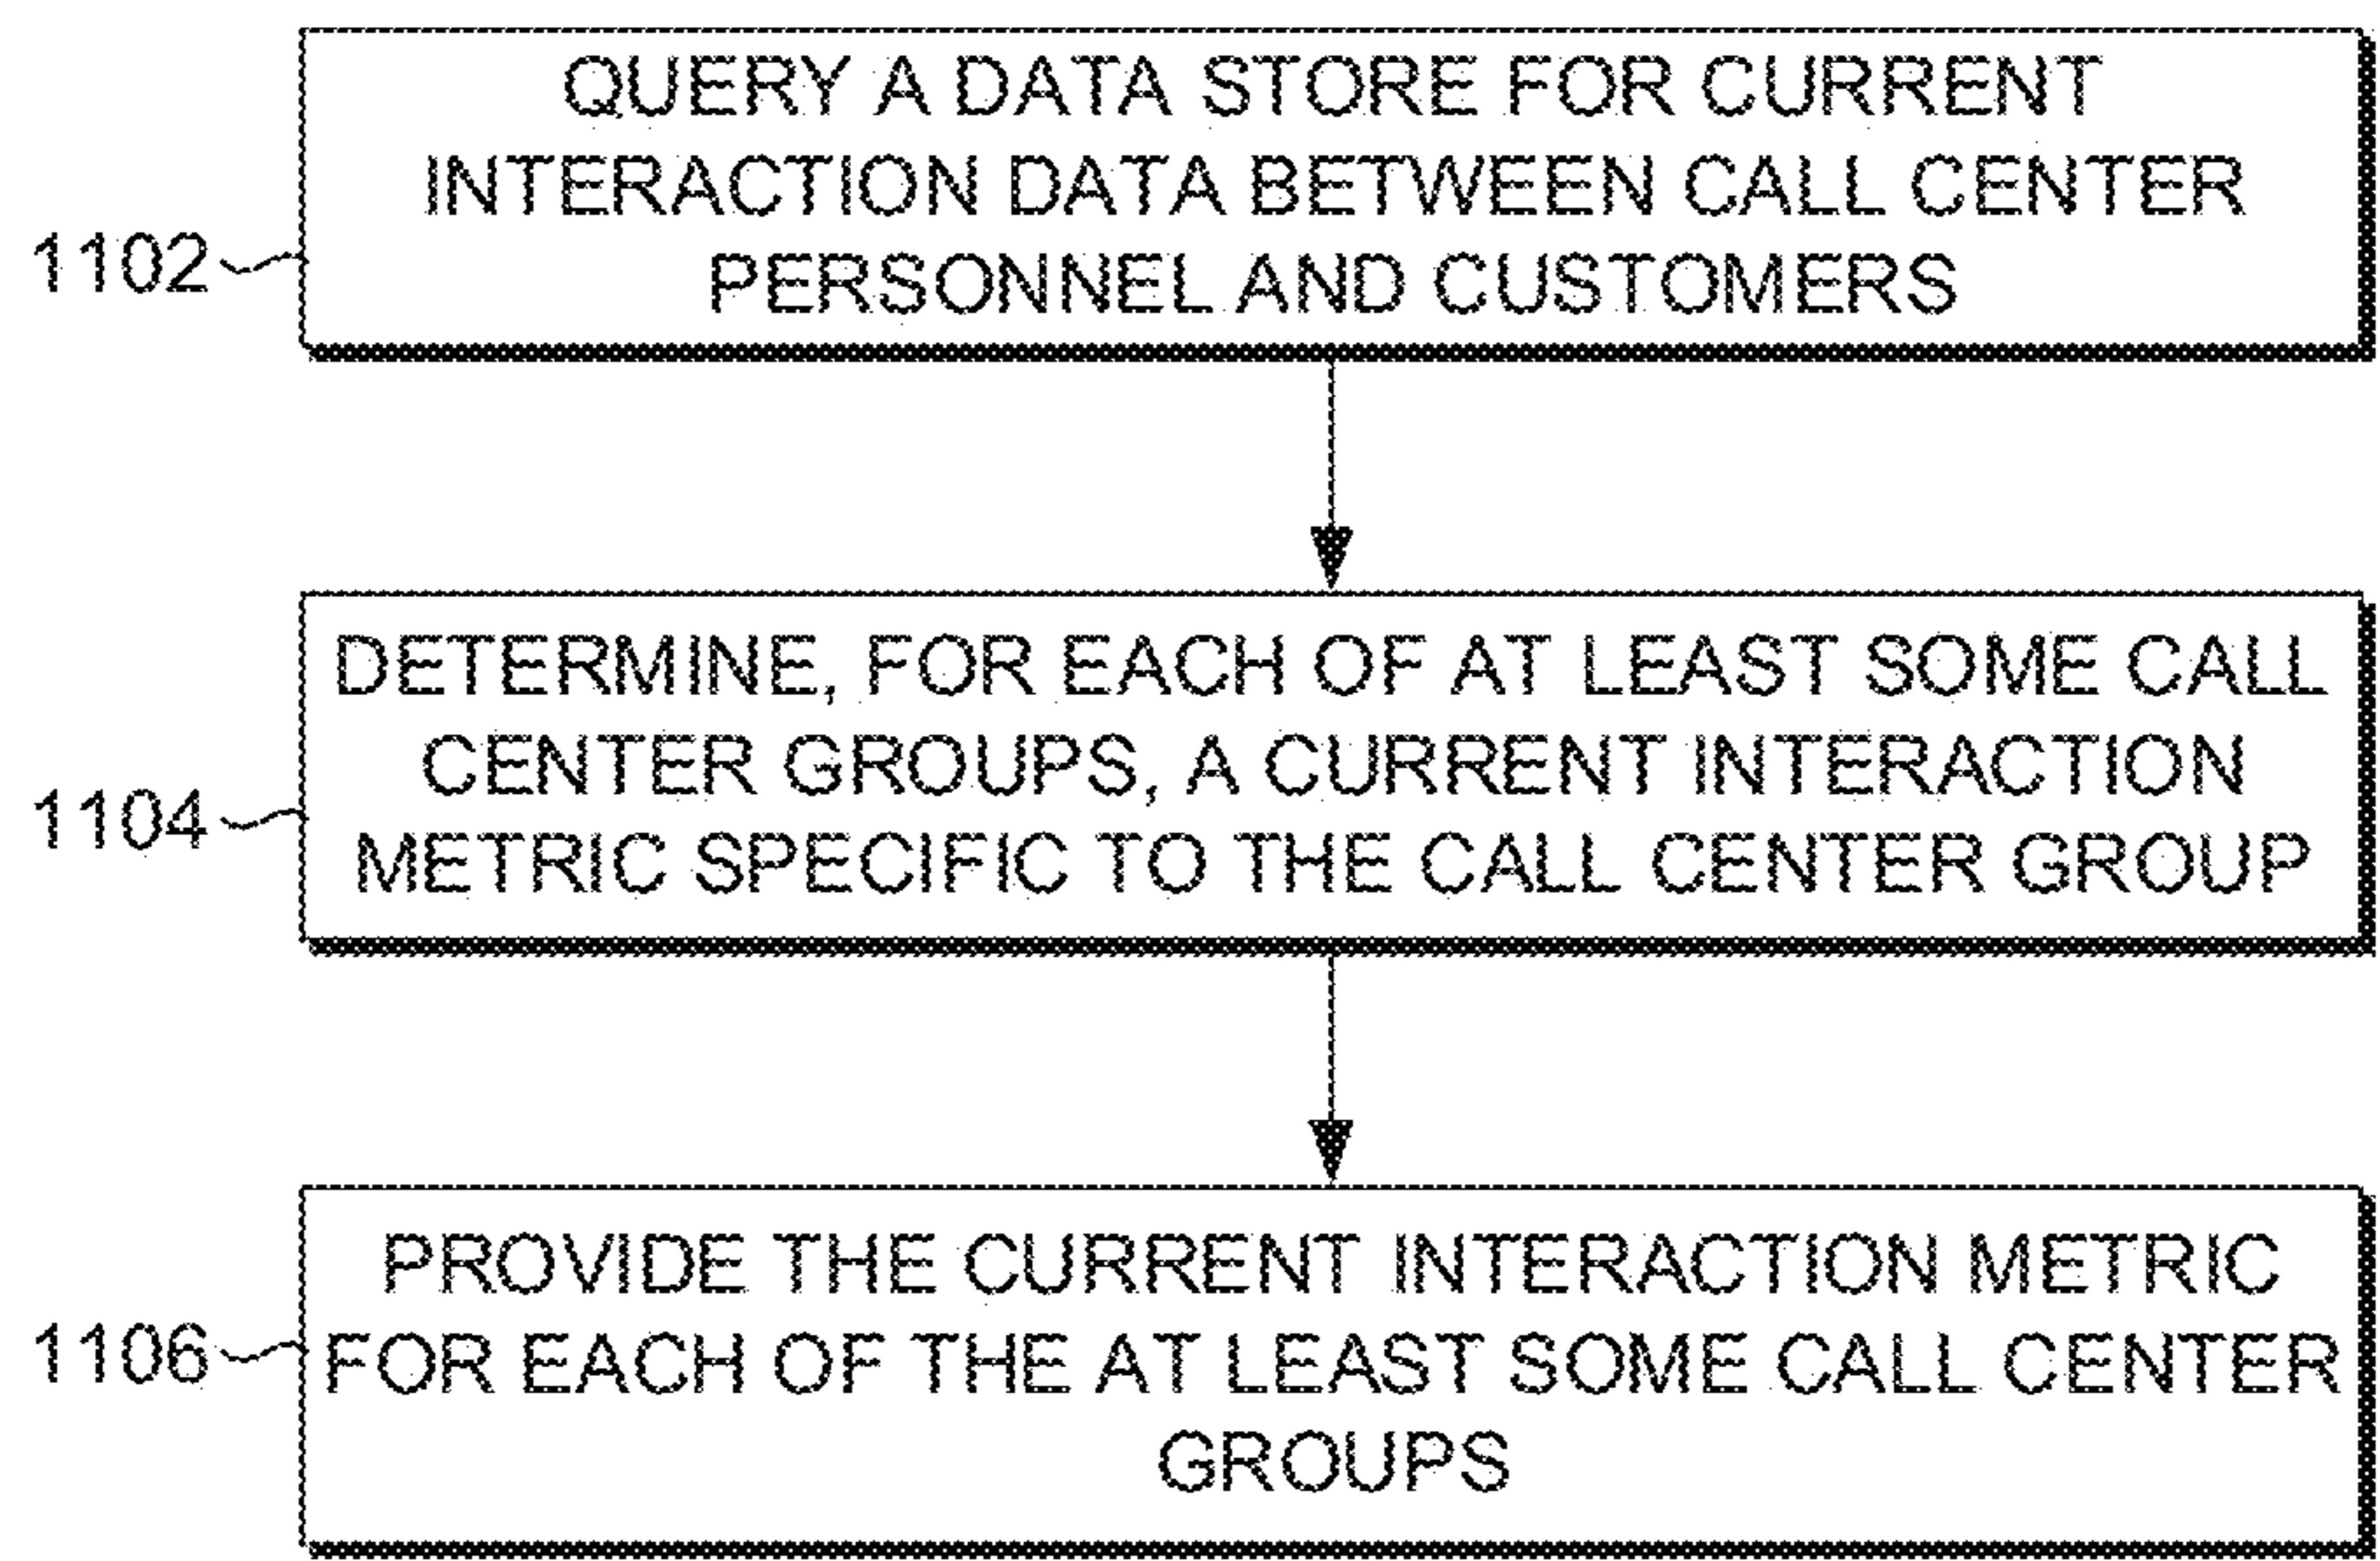 QUERY A DATA STORE FOR CURRENT
INTERACTION DATA BETWEEN CALL CENTER
PERSONNEL AND CUSTOMERS
1102
DETERMINE, FOR EACH OF AT LEAST SOME CALL
CENTER GROUPS, A CURRENT INTERACTION
METRIC SPECIFIC TO THE CALL CENTER GROUP
1104
PROVIDE THE CURRENT INTERACTION METRIC
FOR EACH OF THE AT LEAST SOME CALL CENTER
GROUPS
1106